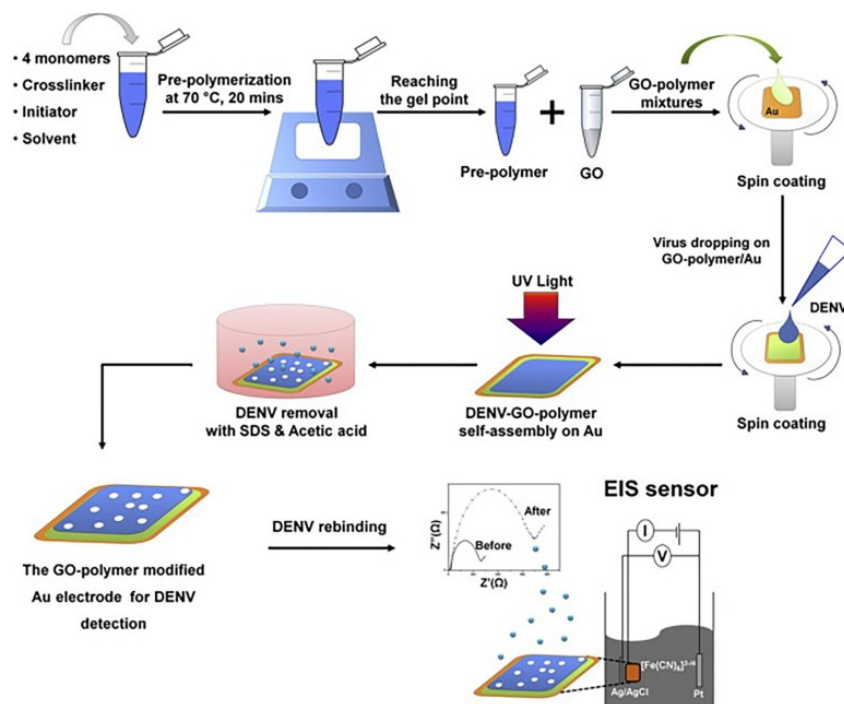 • 4 monomers
• Crosslinker
• Initiator
• Solvent
Pre-polymerization
at 70 °C, 20 mins
Reaching
the gel point
Pre-polymer
GO
GO-polymer
mixtures
Au
Spin coating
Virus dropping on
GO-polymer/Au
DENV
Spin coating
UV Light
DENV-GO-polymer
self-assembly on Au
DENV removal
with SDS & Acetic acid
The GO-polymer modified
Au electrode for DENV
detection
DENV rebinding
Z''(Ω)
After
Before
Z'(Ω)
EIS sensor
I
V
[Fe(CN)₆]³⁻/⁴
Ag/AgCl
Pt